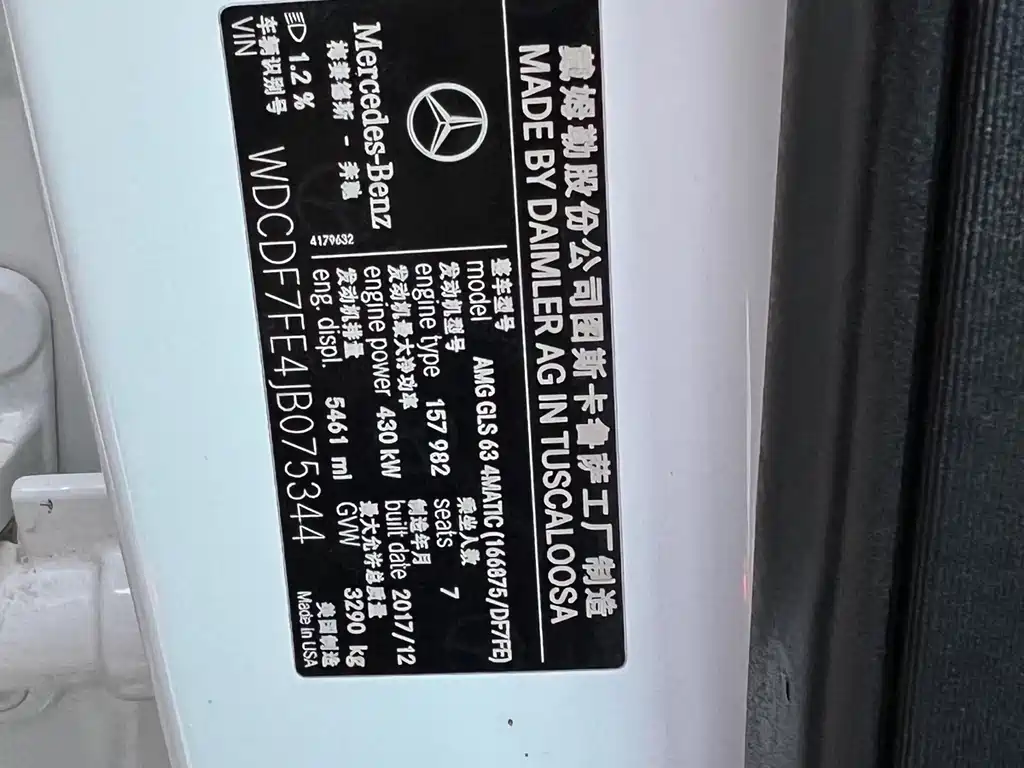 戴姆勒股份公司图斯卡鲁萨工厂制造
MADE BY DAIMLER AG IN TUSCALOOSA
Mercedes-Benz
梅赛德斯 - 奔驰
4179632
整车型号
model AMG GLS 63 4MATIC (166875/DF7FE)
发动机型号 乘坐人数
engine type 157 982 seats 7
发动机最大净功率 制造年月
engine power 430 kW built date 2017/12
发动机排量 最大允许总质量
eng. displ. 5461 ml GVW 3290 kg
1.2 %
车辆识别号
VIN WDCDF7FE4JB075344
美国制造
Made in USA